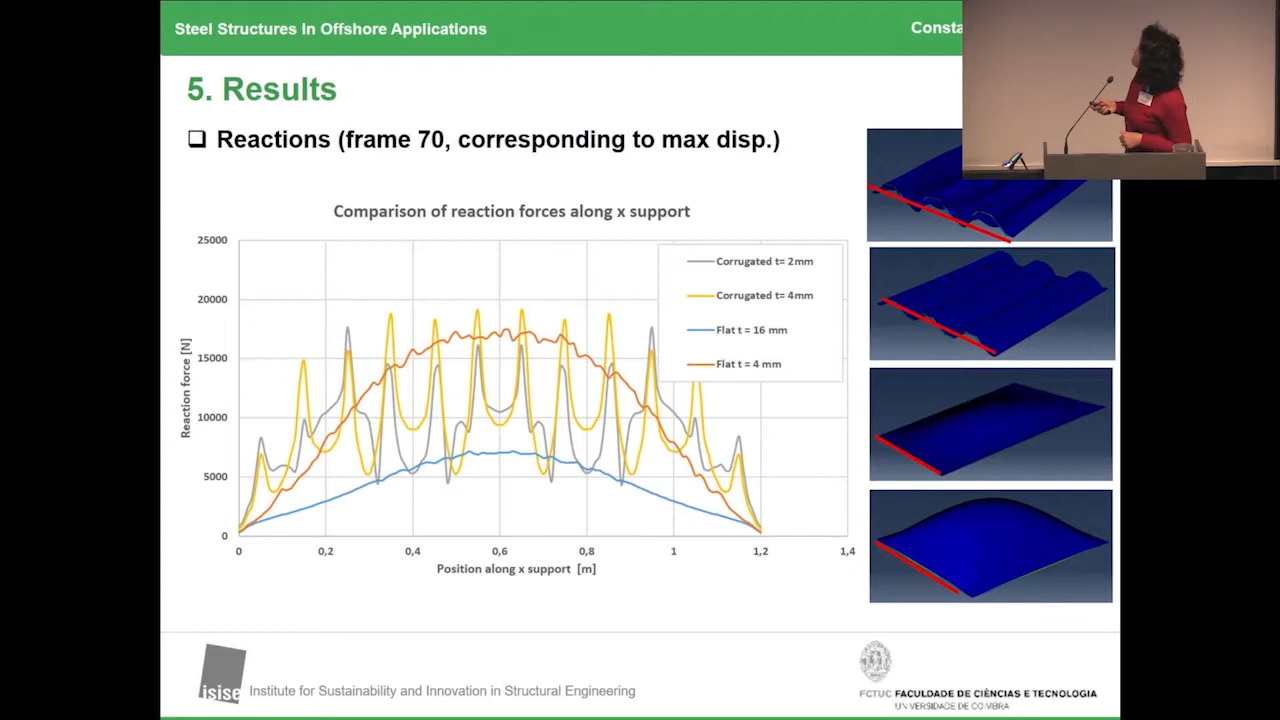 Steel Structures In Offshore Applications
Consta
5. Results
Reactions (frame 70, corresponding to max disp.)
Comparison of reaction forces along x support
Reaction force [N]
25000
20000
15000
10000
5000
0
Corrugated t= 2mm
Corrugated t= 4mm
Flat t = 16 mm
Flat t = 4 mm
0 0,2 0,4 0,6 0,8 1 1,2 1,4
Position along x support [m]
isise Institute for Sustainability and Innovation in Structural Engineering
FCTUC FACULDADE DE CIÊNCIAS E TECNOLOGIA
UNIVERSIDADE DE COIMBRA